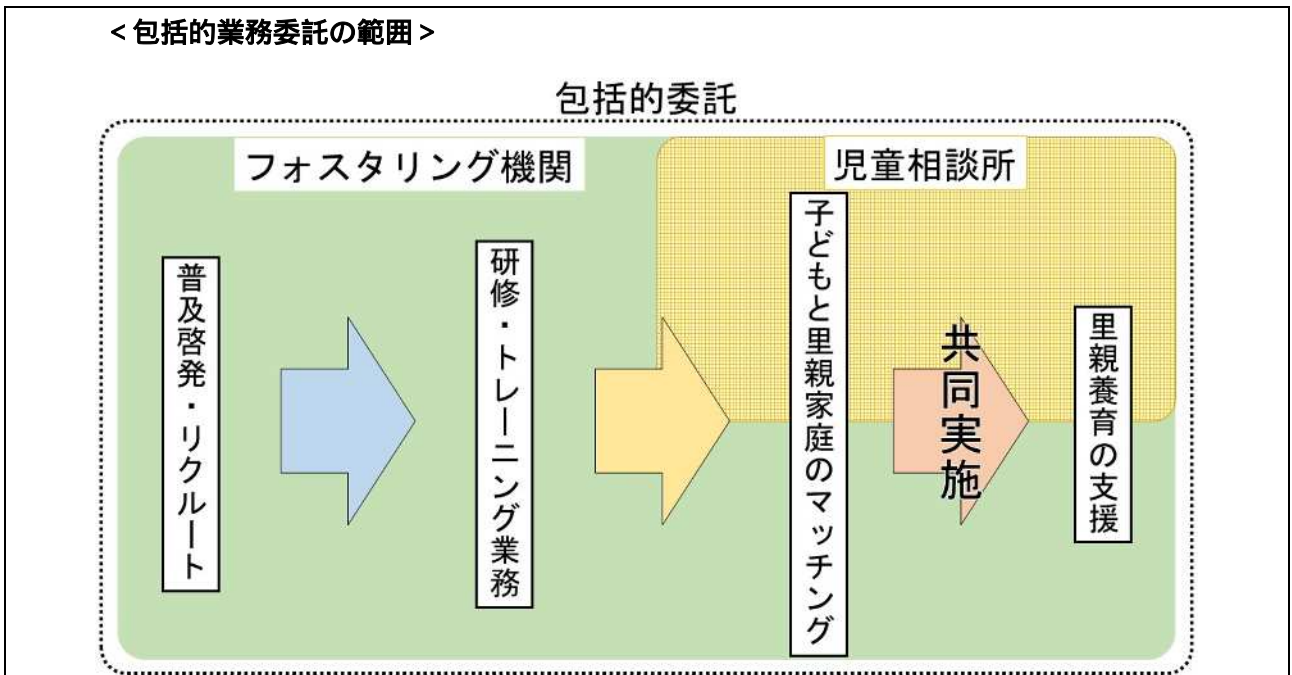 ＜包括的業務委託の範囲＞
包括的委託
フォスタリング機関
児童相談所
普及啓発・リクルート
研修・トレーニング業務
子どもと里親家庭のマッチング
共同実施
里親養育の支援